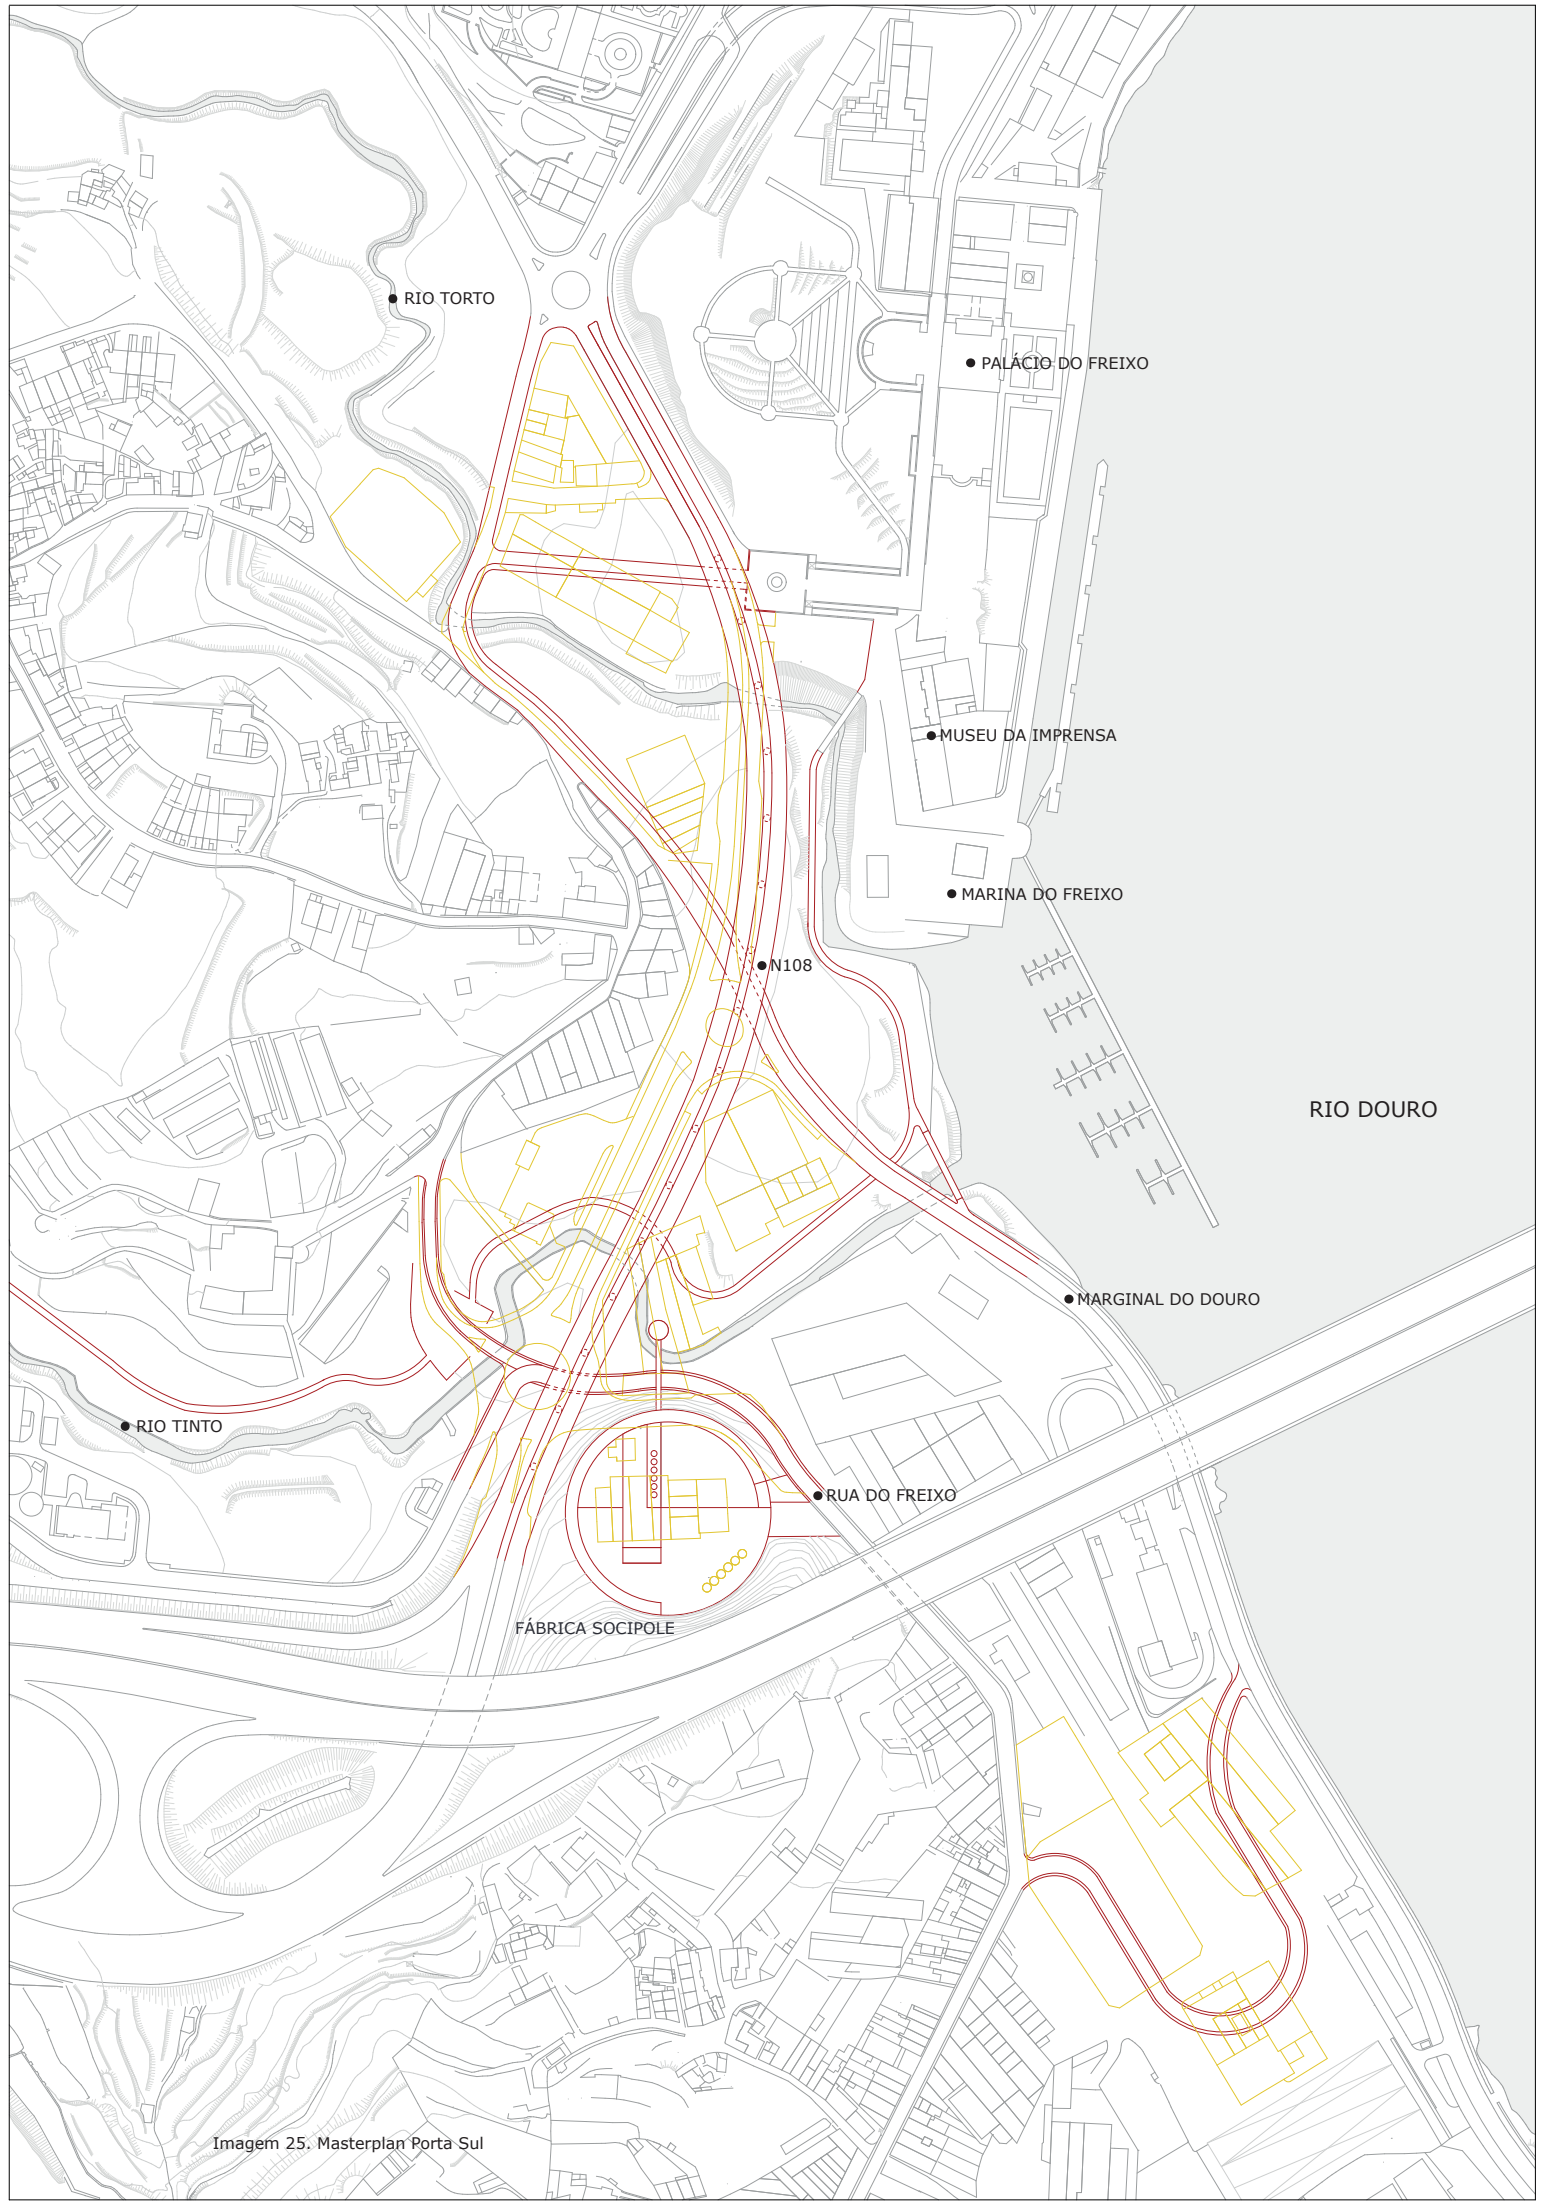 RIO TORTO
PALÁCIO DO FREIXO
MUSEU DA IMPRENSA
MARINA DO FREIXO
N108
RIO DOURO
MARGINAL DO DOURO
RIO TINTO
RUA DO FREIXO
FÁBRICA SOCIPOLE
Imagem 25. Masterplan Porta Sul